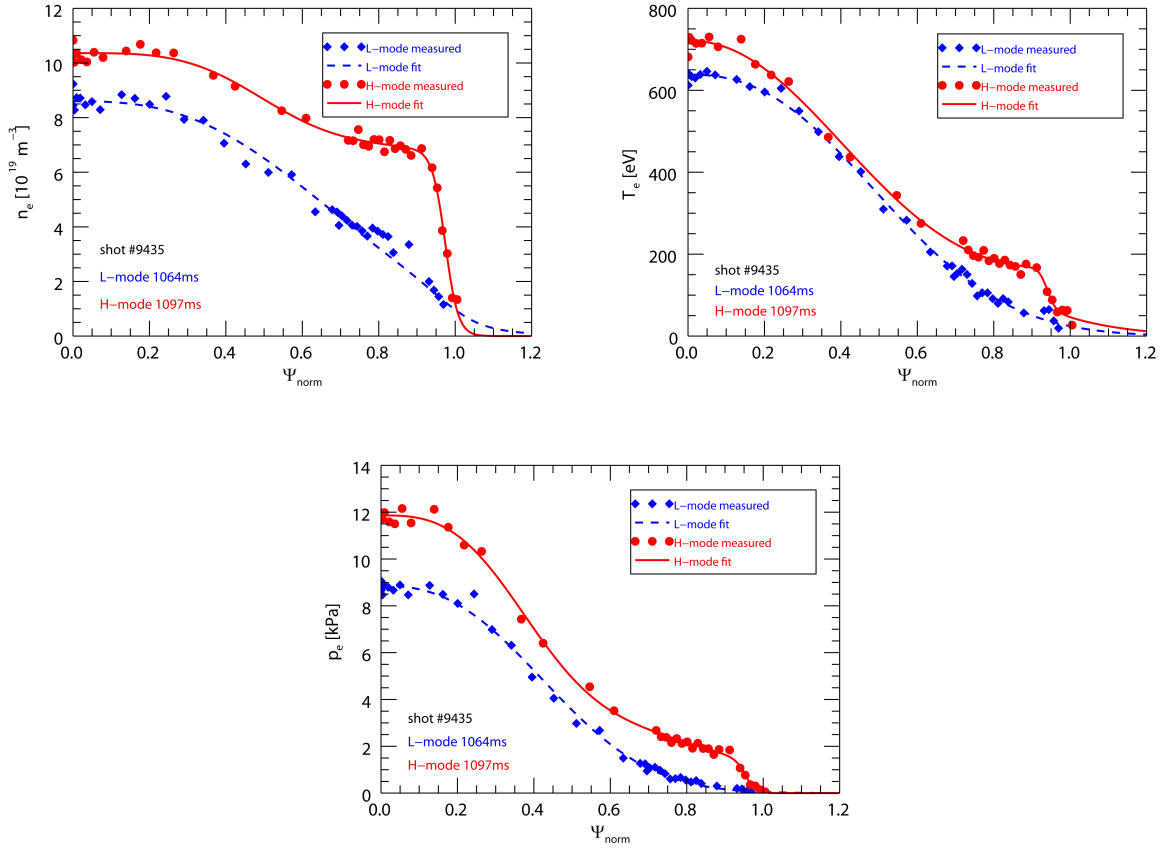 12
10
8
6
4
2
0
n_e [10^19 m^−3]
0.0 0.2 0.4 0.6 0.8 1.0 1.2
Ψ_norm
L−mode measured
L−mode fit
H−mode measured
H−mode fit
shot #9435
L−mode 1064ms
H−mode 1097ms
800
600
400
200
0
T_e [eV]
0.0 0.2 0.4 0.6 0.8 1.0 1.2
Ψ_norm
L−mode measured
L−mode fit
H−mode measured
H−mode fit
shot #9435
L−mode 1064ms
H−mode 1097ms
14
12
10
8
6
4
2
0
p_e [kPa]
0.0 0.2 0.4 0.6 0.8 1.0 1.2
Ψ_norm
L−mode measured
L−mode fit
H−mode measured
H−mode fit
shot #9435
L−mode 1064ms
H−mode 1097ms